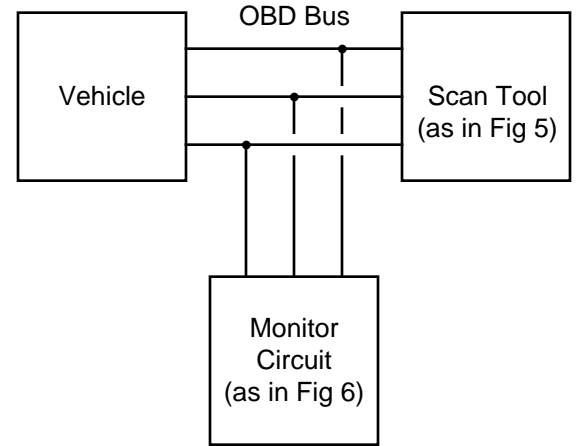 OBD Bus
Vehicle
Scan Tool
(as in Fig 5)
Monitor
Circuit
(as in Fig 6)